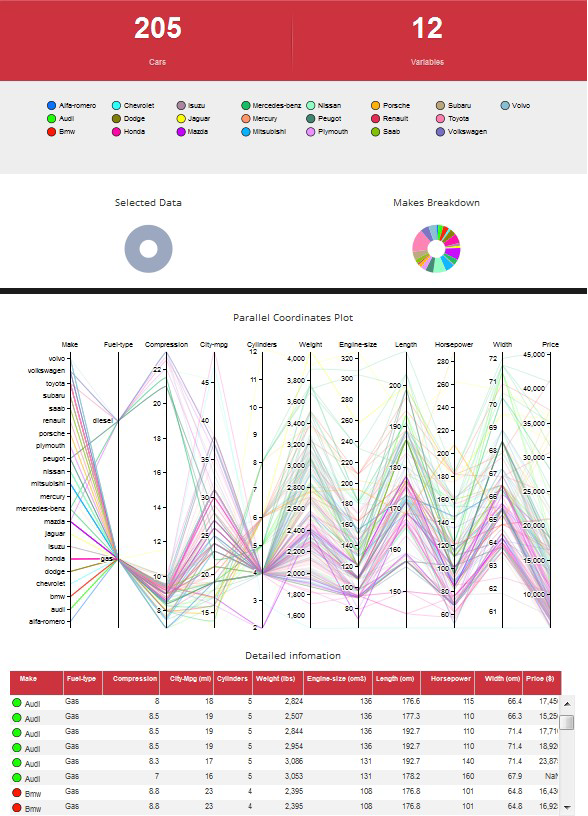 205 12
Cars Variables
Alfa-romero Chevrolet Isuzu Mercedes-benz Nissan Porsche Subaru Volvo
Audi Dodge Jaguar Mercury Peugot Renault Toyota
Bmw Honda Mazda Mitsubishi Plymouth Saab Volkswagen
Selected Data Makes Breakdown
Parallel Coordinates Plot
Make Fuel-type Compression City-mpg Cylinders Weight Engine-size Length Horsepower Width Price
volvo
volkswagen
toyota
subaru
saab
renault
porsche
plymouth
peugot
nissan
mitsubishi
mercury
mercedes-benz
mazda
jaguar
isuzu
honda
dodge
chevrolet
bmw
audi
alfa-romero
diesel
gas
22
20
18
16
14
12
10
8
45
40
35
30
25
20
15
12
11
10
9
8
7
6
5
4
3
2
4,000
3,800
3,600
3,400
3,200
3,000
2,800
2,600
2,400
2,200
2,000
1,800
1,600
320
300
280
260
240
220
200
180
160
140
120
100
80
200
190
180
170
160
150
280
260
240
220
200
180
160
140
120
100
80
60
72
71
70
69
68
67
66
65
64
63
62
61
45,000
40,000
35,000
30,000
25,000
20,000
15,000
10,000
Detailed infomation
Make Fuel-type Compression City-Mpg (mi) Cylinders Weight (lbs) Engine-size (cm3) Length (cm) Horsepower Width (cm) Price ($)
Audi Gas 8 18 5 2,824 136 176.6 115 66.4 17,45
Audi Gas 8.5 19 5 2,507 136 177.3 110 66.3 15,25
Audi Gas 8.5 19 5 2,844 136 192.7 110 71.4 17,71
Audi Gas 8.5 19 5 2,954 136 192.7 110 71.4 18,92
Audi Gas 8.3 17 5 3,086 131 192.7 140 71.4 23,87
Audi Gas 7 16 5 3,053 131 178.2 160 67.9 NaN
Bmw Gas 8.8 23 4 2,395 108 176.8 101 64.8 16,43
Bmw Gas 8.8 23 4 2,395 108 176.8 101 64.8 16,92